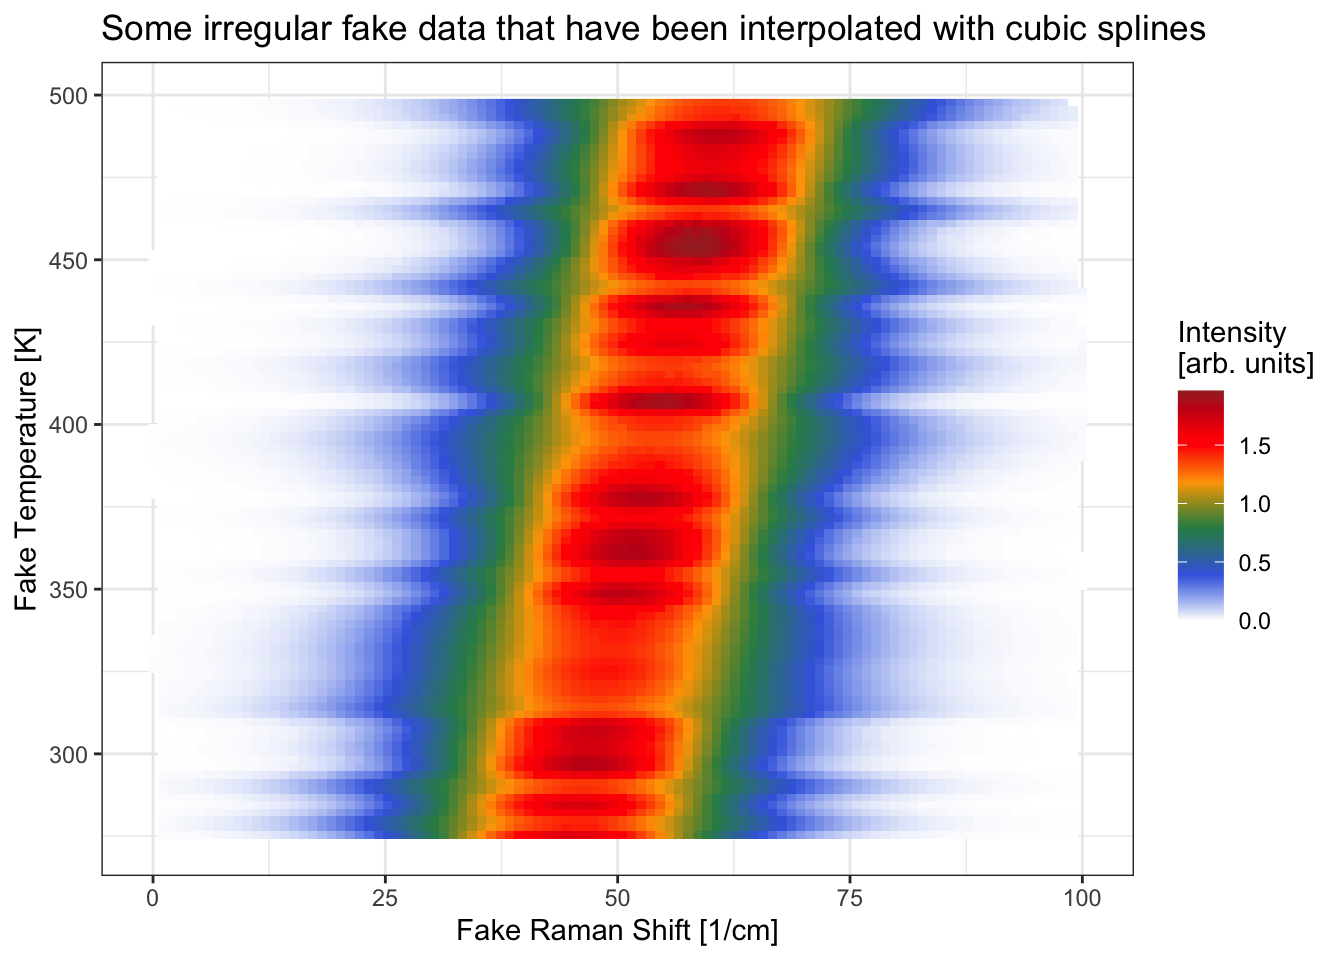 Some irregular fake data that have been interpolated with cubic splines
500
450
400
350
300
Fake Temperature [K]
0 25 50 75 100
Fake Raman Shift [1/cm]
Intensity
[arb. units]
1.5
1.0
0.5
0.0